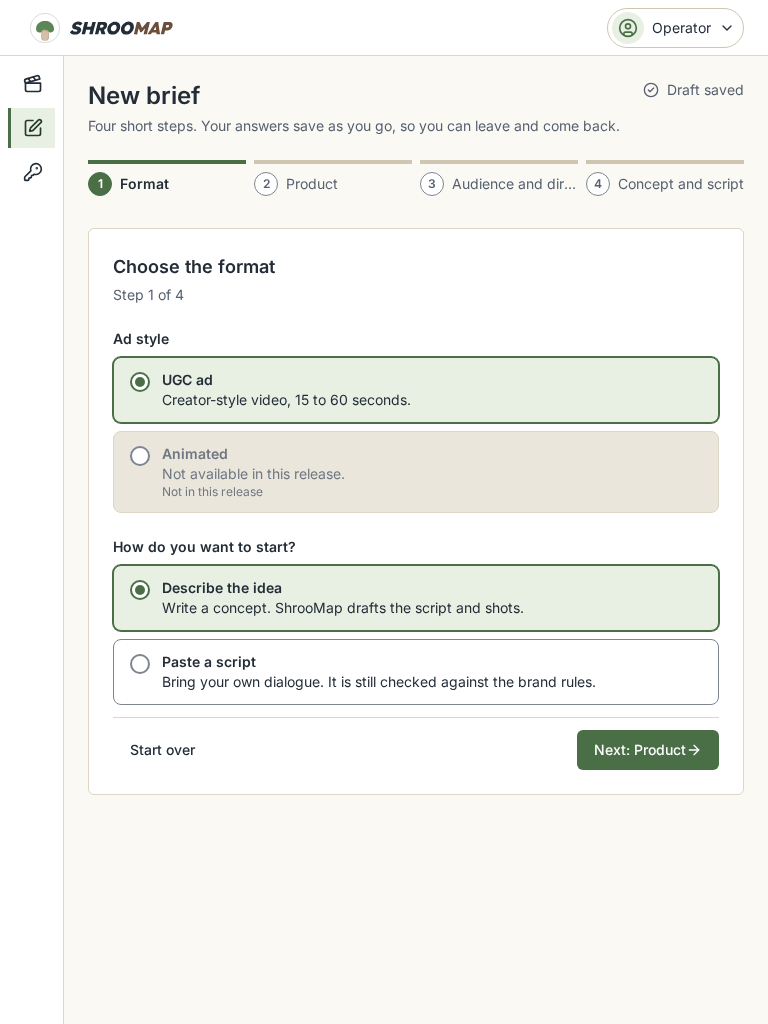 SHROOMAP
Operator
New brief
Draft saved
Four short steps. Your answers save as you go, so you can leave and come back.
1 Format
2 Product
3 Audience and dir...
4 Concept and script
Choose the format
Step 1 of 4
Ad style
UGC ad
Creator-style video, 15 to 60 seconds.
Animated
Not available in this release.
Not in this release
How do you want to start?
Describe the idea
Write a concept. ShrooMap drafts the script and shots.
Paste a script
Bring your own dialogue. It is still checked against the brand rules.
Start over
Next: Product